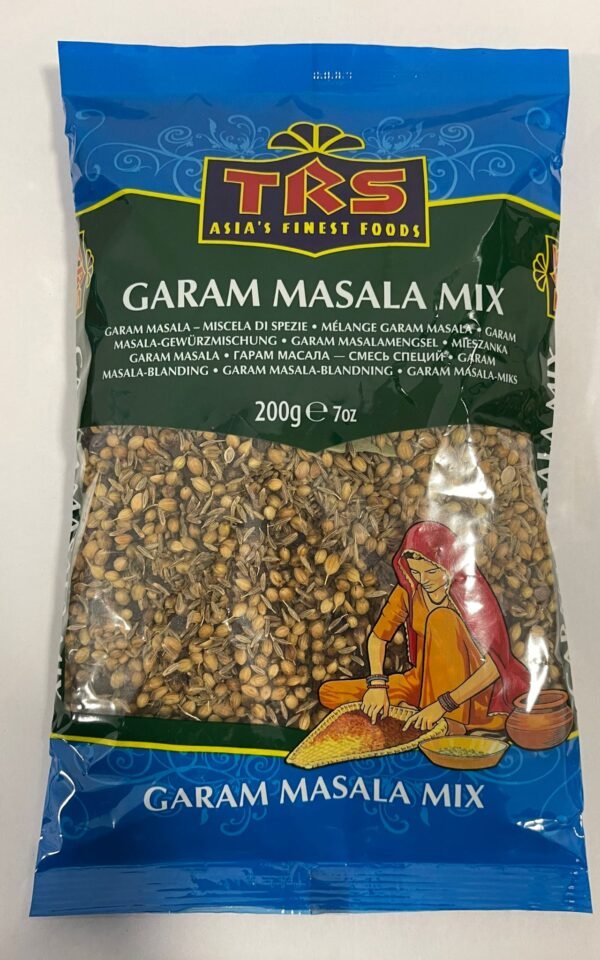 TRS
ASIA'S FINEST FOODS
GARAM MASALA MIX
GARAM MASALA – MISCELA DI SPEZIE • MÉLANGE GARAM MASALA • GARAM
MASALA-GEWÜRZMISCHUNG • GARAM MASALAMENGSEL • MIESZANKA
GARAM MASALA • ГАРАМ МАСАЛА — СМЕСЬ СПЕЦИЙ • GARAM
MASALA-BLANDING • GARAM MASALA-BLANDNING • GARAM MASALA-MIKS
200g ℮ 7oz
GARAM MASALA MIX